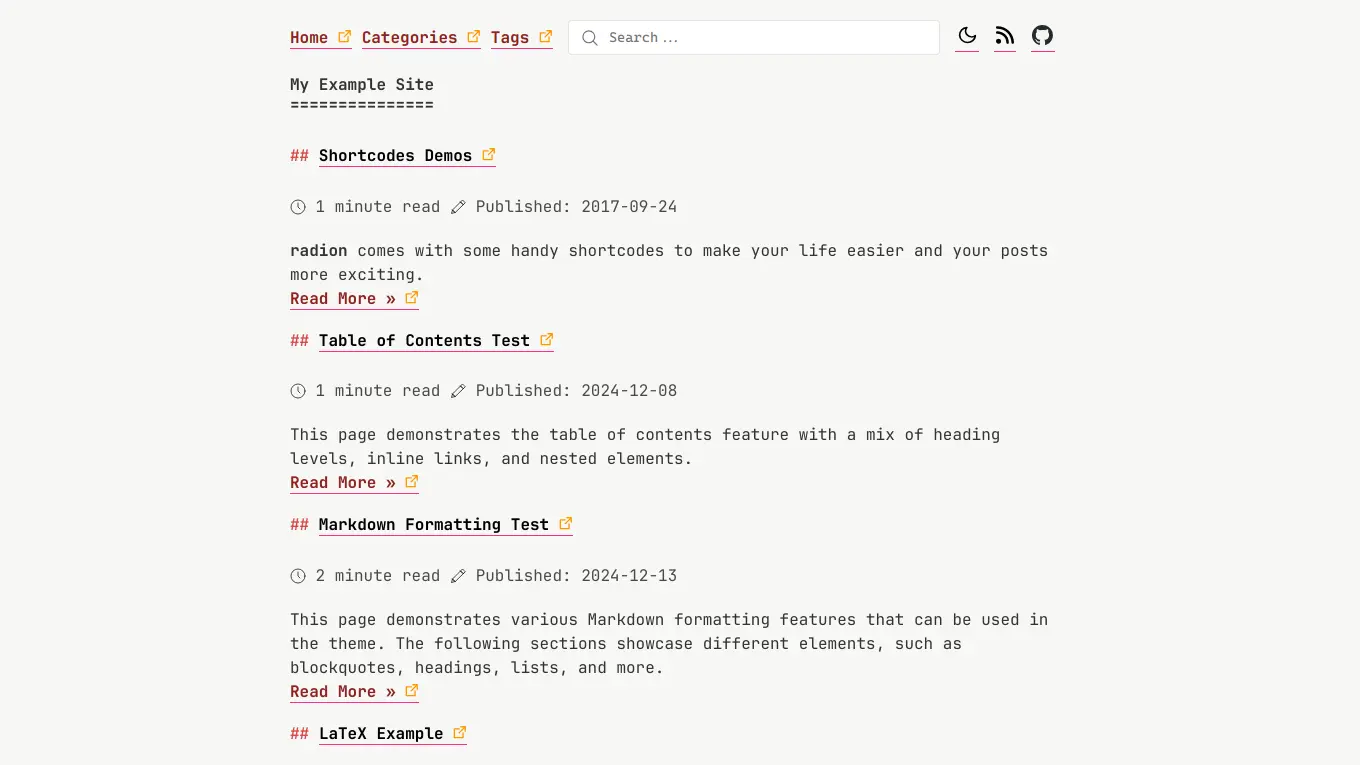 Home Categories Tags Search ...
My Example Site
===============
## Shortcodes Demos
1 minute read Published: 2017-09-24
radion comes with some handy shortcodes to make your life easier and your posts
more exciting.
Read More »
## Table of Contents Test
1 minute read Published: 2024-12-08
This page demonstrates the table of contents feature with a mix of heading
levels, inline links, and nested elements.
Read More »
## Markdown Formatting Test
2 minute read Published: 2024-12-13
This page demonstrates various Markdown formatting features that can be used in
the theme. The following sections showcase different elements, such as
blockquotes, headings, lists, and more.
Read More »
## LaTeX Example